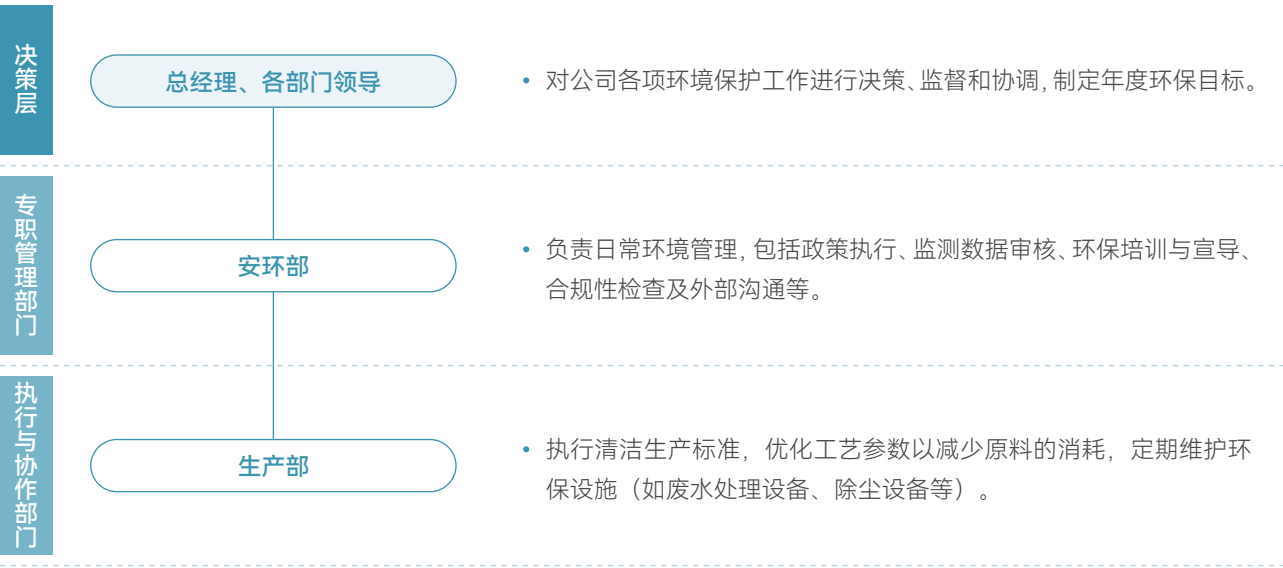 决策层
总经理、各部门领导
• 对公司各项环境保护工作进行决策、监督和协调,制定年度环保目标。
专职管理部门
安环部
• 负责日常环境管理,包括政策执行、监测数据审核、环保培训与宣导、
合规性检查及外部沟通等。
执行与协作部门
生产部
• 执行清洁生产标准，优化工艺参数以减少原料的消耗，定期维护环
保设施（如废水处理设备、除尘设备等）。